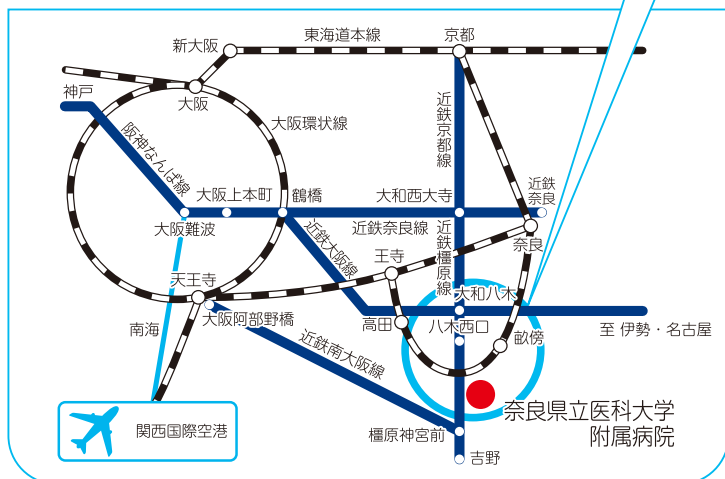 東海道本線
京都
新大阪
神戸
大阪
大阪環状線
近鉄京都線
阪神なんば線
大阪上本町
鶴橋
大和西大寺
近鉄
奈良
大阪難波
近鉄奈良線
奈良
近鉄大阪線
近鉄橿原線
王寺
天王寺
大和八木
南海
大阪阿部野橋
高田
八木西口
至 伊勢・名古屋
畝傍
近鉄南大阪線
奈良県立医科大学
附属病院
関西国際空港
橿原神宮前
吉野